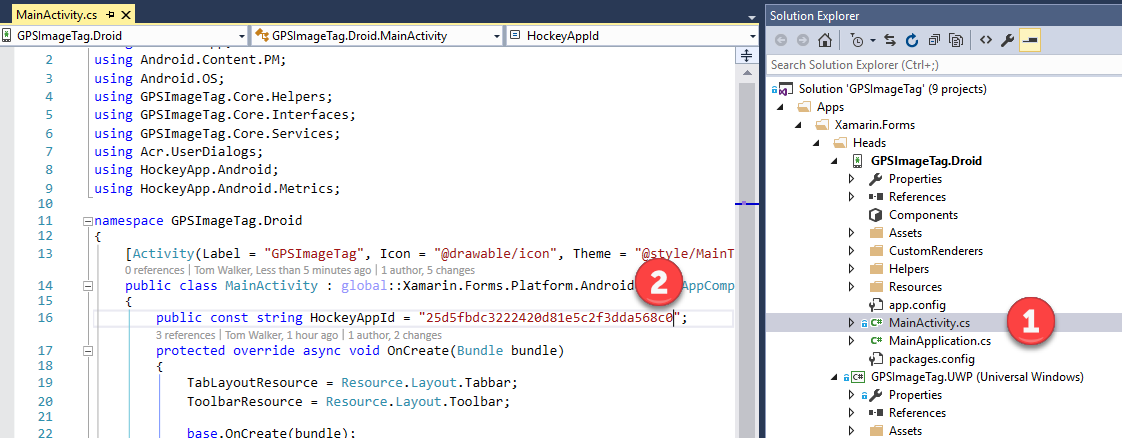 MainActivity.cs
GPSImageTag.Droid
GPSImageTag.Droid.MainActivity
HockeyAppId
2 using Android.Content.PM;
3 using Android.OS;
4 using GPSImageTag.Core.Helpers;
5 using GPSImageTag.Core.Interfaces;
6 using GPSImageTag.Core.Services;
7 using Acr.UserDialogs;
8 using HockeyApp.Android;
9 using HockeyApp.Android.Metrics;
10
11 namespace GPSImageTag.Droid
12 {
13 [Activity(Label = "GPSImageTag", Icon = "@drawable/icon", Theme = "@style/MainT
0 references | Tom Walker, Less than 5 minutes ago | 1 author, 5 changes
14 public class MainActivity : global::Xamarin.Forms.Platform.Android AppComp
2
15 {
16 public const string HockeyAppId = "25d5fbdc3222420d81e5c2f3dda568c0";
3 references | Tom Walker, 1 hour ago | 1 author, 2 changes
17 protected override async void OnCreate(Bundle bundle)
18 {
19 TabLayoutResource = Resource.Layout.Tabbar;
20 ToolbarResource = Resource.Layout.Toolbar;
21
22 base.OnCreate(bundle);
Solution Explorer
Search Solution Explorer (Ctrl+;)
Solution 'GPSImageTag' (9 projects)
Apps
Xamarin.Forms
Heads
GPSImageTag.Droid
Properties
References
Components
Assets
CustomRenderers
Helpers
Resources
app.config
C# MainActivity.cs
1
C# MainApplication.cs
packages.config
C# GPSImageTag.UWP (Universal Windows)
Properties
References
Assets